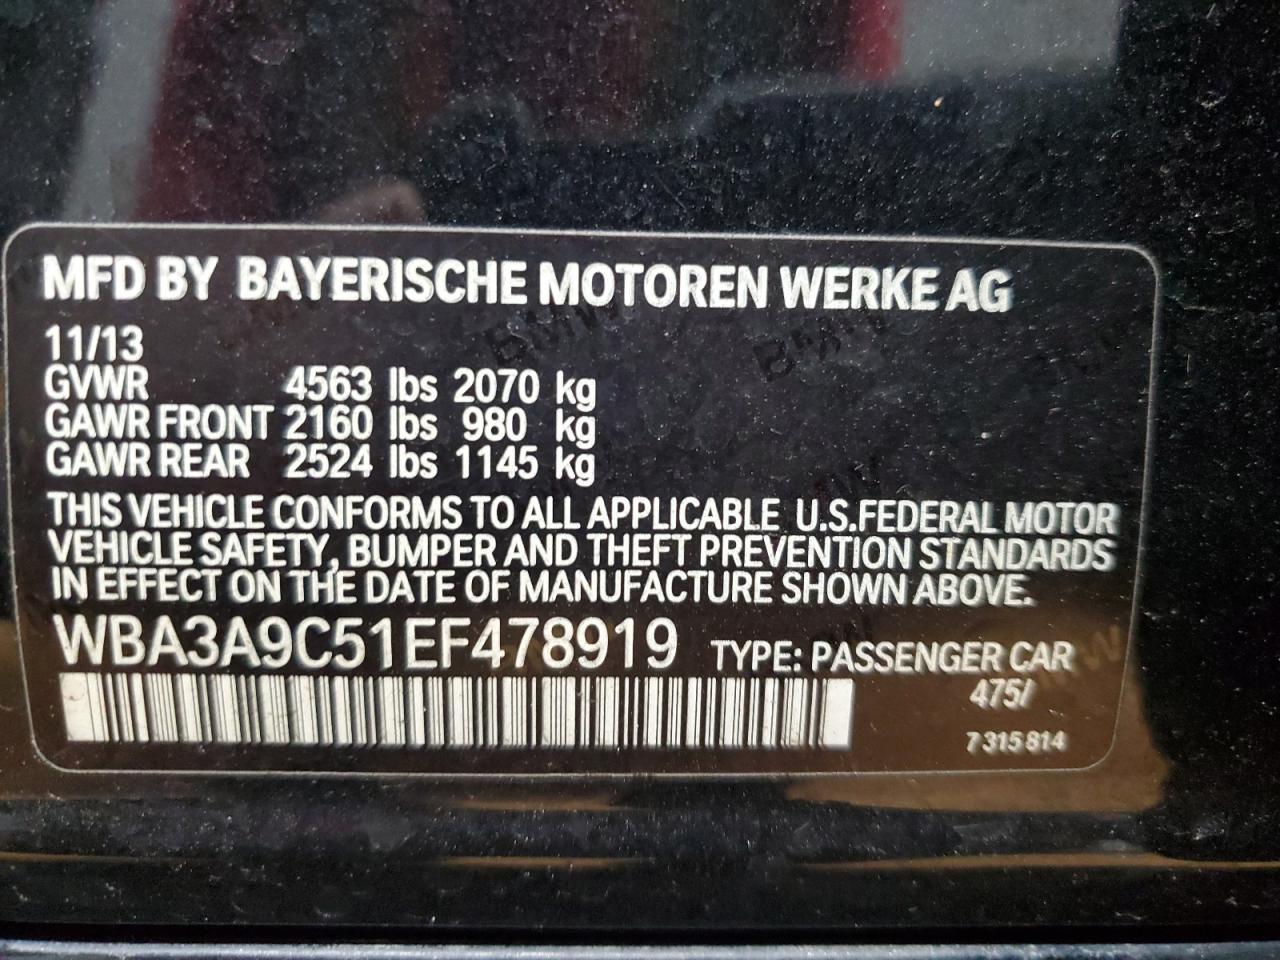 MFD BY BAYERISCHE MOTOREN WERKE AG
11/13
GVWR 4563 lbs 2070 kg
GAWR FRONT 2160 lbs 980 kg
GAWR REAR 2524 lbs 1145 kg
THIS VEHICLE CONFORMS TO ALL APPLICABLE U.S.FEDERAL MOTOR
VEHICLE SAFETY, BUMPER AND THEFT PREVENTION STANDARDS
IN EFFECT ON THE DATE OF MANUFACTURE SHOWN ABOVE.
WBA3A9C51EF478919 TYPE: PASSENGER CAR
475/
7 315 814
BMW